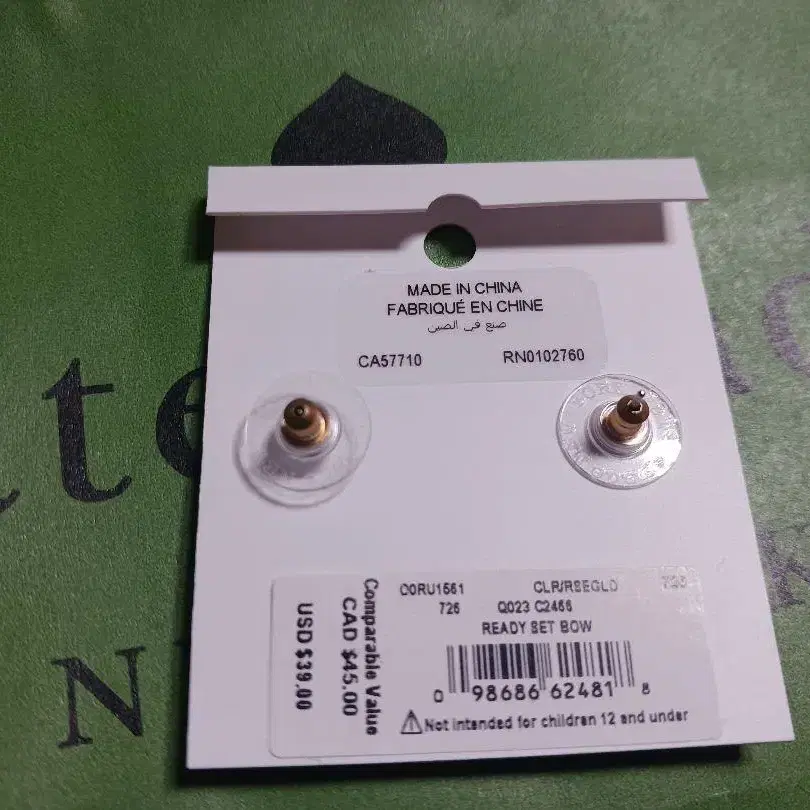 MADE IN CHINA
FABRIQUÉ EN CHINE
صنع في الصين
CA57710 RN0102760
C0RU1561 CLR/RSEGLD
726 Q023 C2466
READY SET BOW
0 98686 62481 8
⚠Not intended for children 12 and under
Comparable Value
CAD $45.00
USD $39.00
N